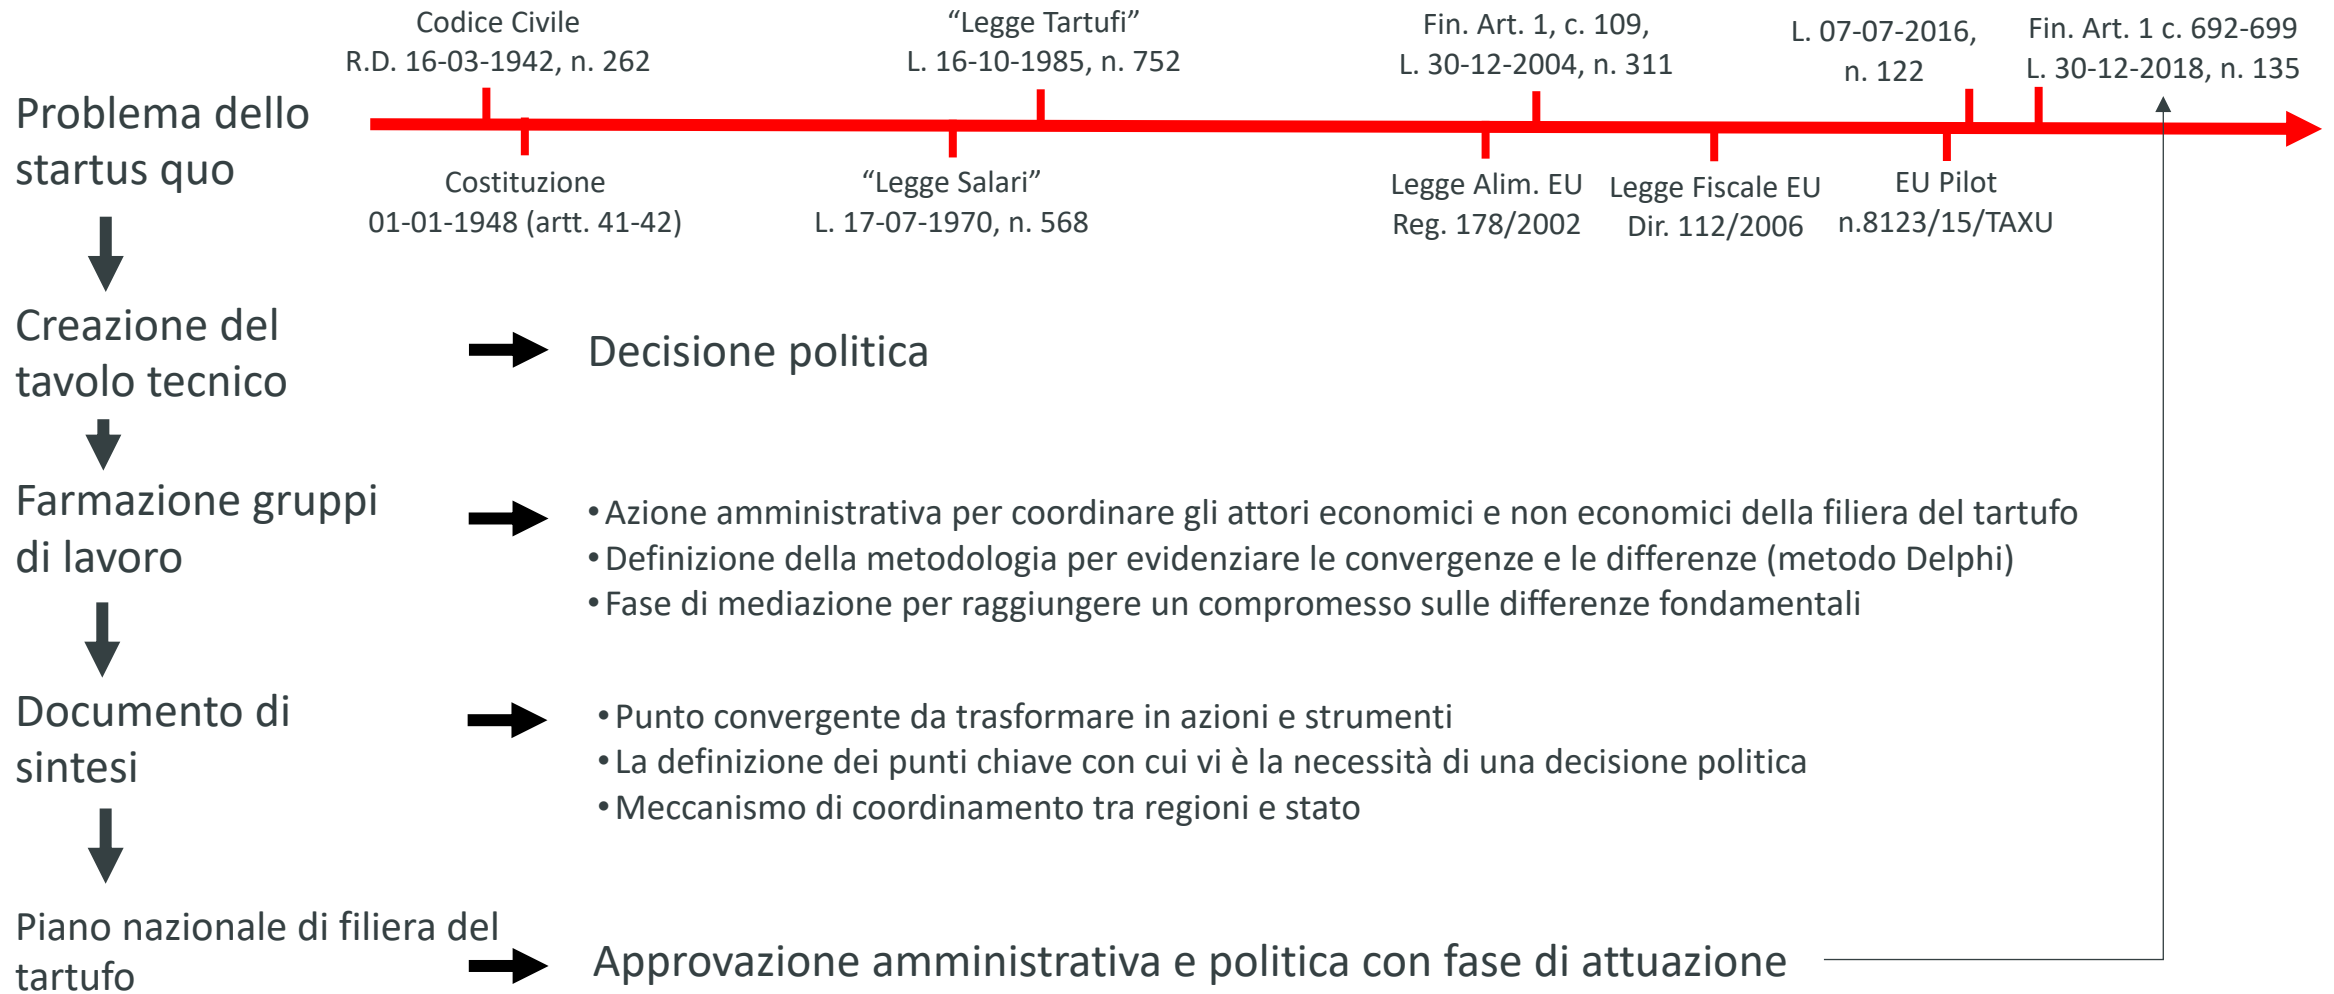 Codice Civile
R.D. 16-03-1942, n. 262
“Legge Tartufi”
L. 16-10-1985, n. 752
Fin. Art. 1, c. 109,
L. 30-12-2004, n. 311
L. 07-07-2016,
n. 122
Fin. Art. 1 c. 692-699
L. 30-12-2018, n. 135
Problema dello
startus quo
Costituzione
01-01-1948 (artt. 41-42)
“Legge Salari”
L. 17-07-1970, n. 568
Legge Alim. EU
Reg. 178/2002
Legge Fiscale EU
Dir. 112/2006
EU Pilot
n.8123/15/TAXU
Creazione del
tavolo tecnico
Decisione politica
Farmazione gruppi
di lavoro
• Azione amministrativa per coordinare gli attori economici e non economici della filiera del tartufo
• Definizione della metodologia per evidenziare le convergenze e le differenze (metodo Delphi)
• Fase di mediazione per raggiungere un compromesso sulle differenze fondamentali
Documento di
sintesi
• Punto convergente da trasformare in azioni e strumenti
• La definizione dei punti chiave con cui vi è la necessità di una decisione politica
• Meccanismo di coordinamento tra regioni e stato
Piano nazionale di filiera del
tartufo
Approvazione amministrativa e politica con fase di attuazione